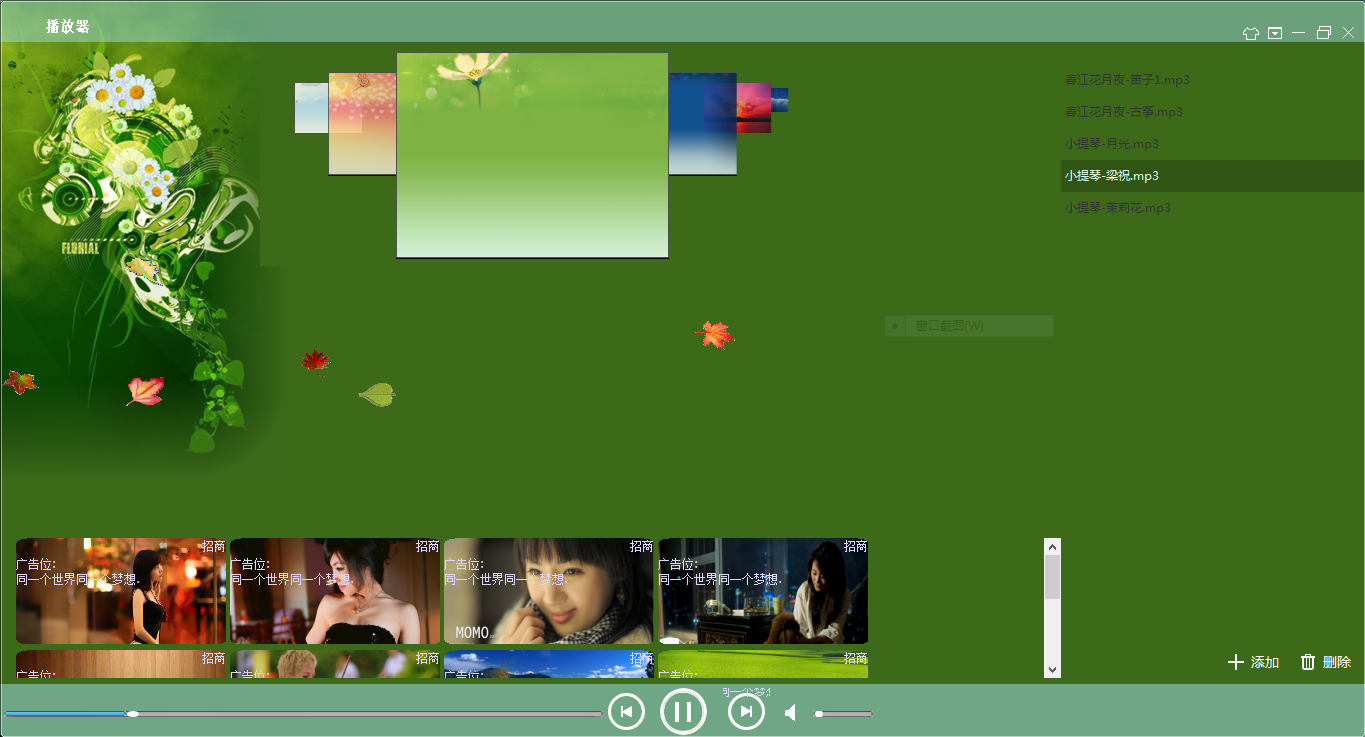 播放器
春江花月夜-笛子1.mp3
春江花月夜-古筝.mp3
小提琴-月光.mp3
小提琴-梁祝.mp3
小提琴-茉莉花.mp3
FLORIAL
窗口截图(W)
招商
广告位:
同一个世界同一个梦想.
招商
广告位:
同一个世界同一个梦想.
招商
广告位:
同一个世界同一个梦想.
MOMO
招商
广告位:
同一个世界同一个梦想.
招商
广告位:
招商
广告位:
招商
广告位:
招商
广告位:
添加
删除
同一个梦